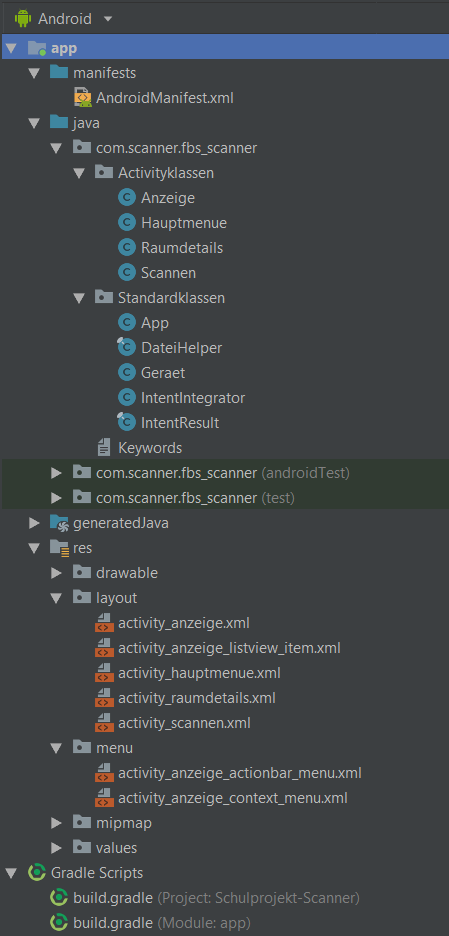 Android
app
manifests
AndroidManifest.xml
java
com.scanner.fbs_scanner
Activityklassen
Anzeige
Hauptmenue
Raumdetails
Scannen
Standardklassen
App
DateiHelper
Geraet
IntentIntegrator
IntentResult
Keywords
com.scanner.fbs_scanner (androidTest)
com.scanner.fbs_scanner (test)
generatedJava
res
drawable
layout
activity_anzeige.xml
activity_anzeige_listview_item.xml
activity_hauptmenue.xml
activity_raumdetails.xml
activity_scannen.xml
menu
activity_anzeige_actionbar_menu.xml
activity_anzeige_context_menu.xml
mipmap
values
Gradle Scripts
build.gradle (Project: Schulprojekt-Scanner)
build.gradle (Module: app)